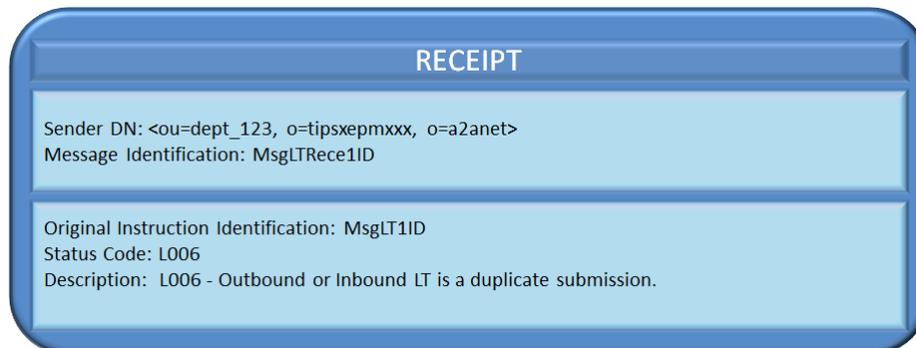 RECEIPT
Sender DN: <ou=dept_123, o=tipsxepmxxx, o=a2anet>
Message Identification: MsgLTRece1ID
Original Instruction Identification: MsgLT1ID
Status Code: L006
Description: L006 - Outbound or Inbound LT is a duplicate submission.